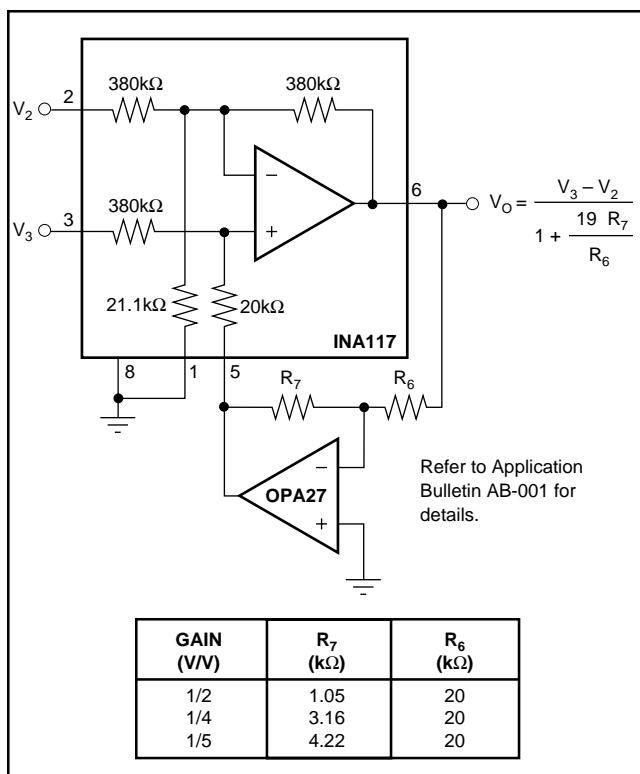 380kΩ 380kΩ
V2 2
6
VO = V3 – V2
1 + 19 R7
R6
3 380kΩ
V3
–
+
21.1kΩ 20kΩ
INA117
8 1 5
R7 R6
–
OPA27
+
Refer to Application
Bulletin AB-001 for
details.
GAIN (V/V) R7 (kΩ) R6 (kΩ)
1/2 1.05 20
1/4 3.16 20
1/5 4.22 20